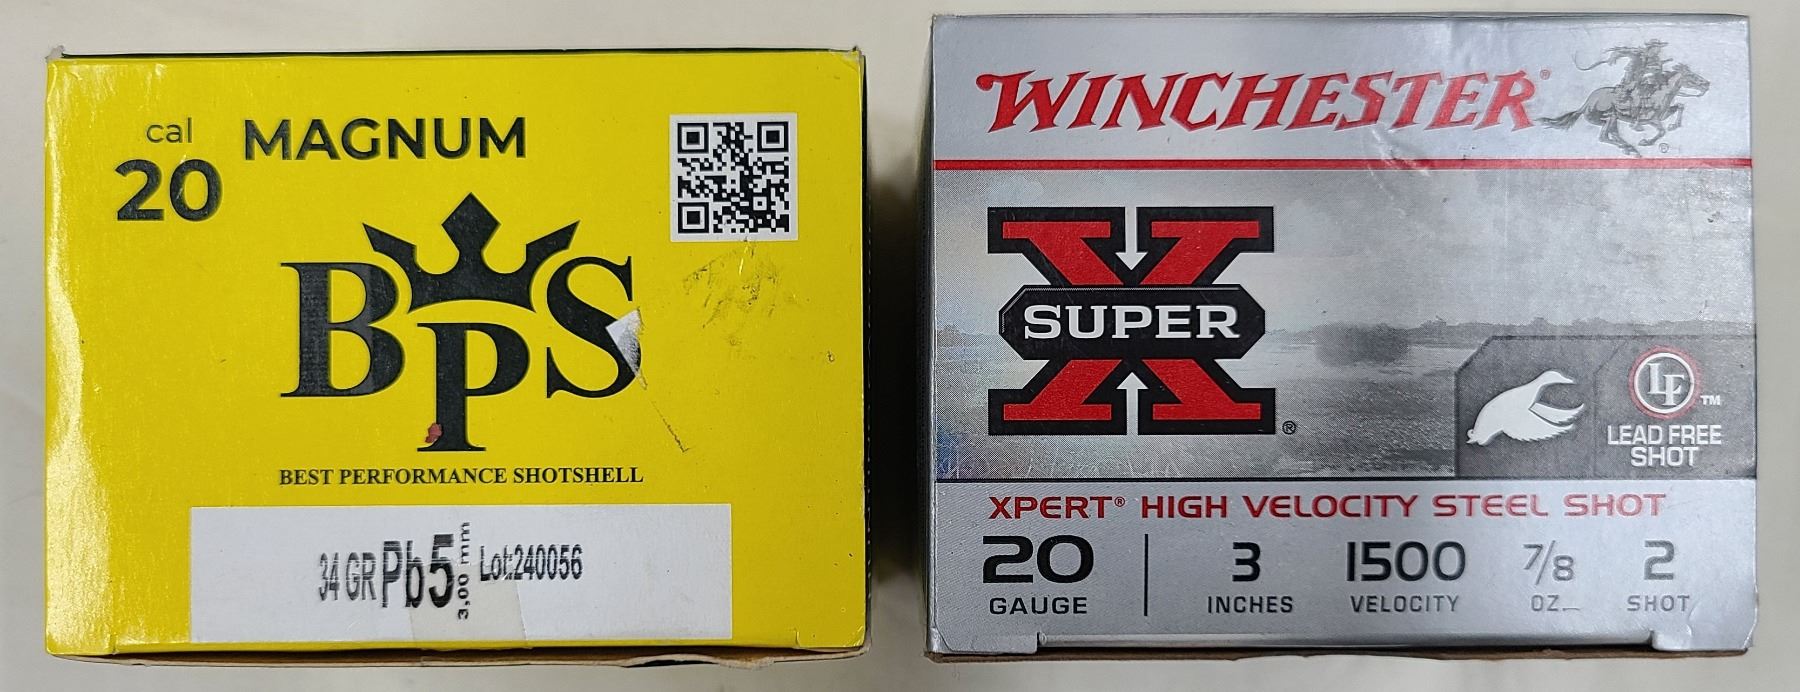 cal
20
MAGNUM
BPS
BEST PERFORMANCE SHOTSHELL
34 GR Pb 5 3,00 mm Lot:240056
WINCHESTER®
X
SUPER
®
LF™
LEAD FREE
SHOT
XPERT® HIGH VELOCITY STEEL SHOT
20 3 1500 7/8 2
GAUGE INCHES VELOCITY OZ. SHOT